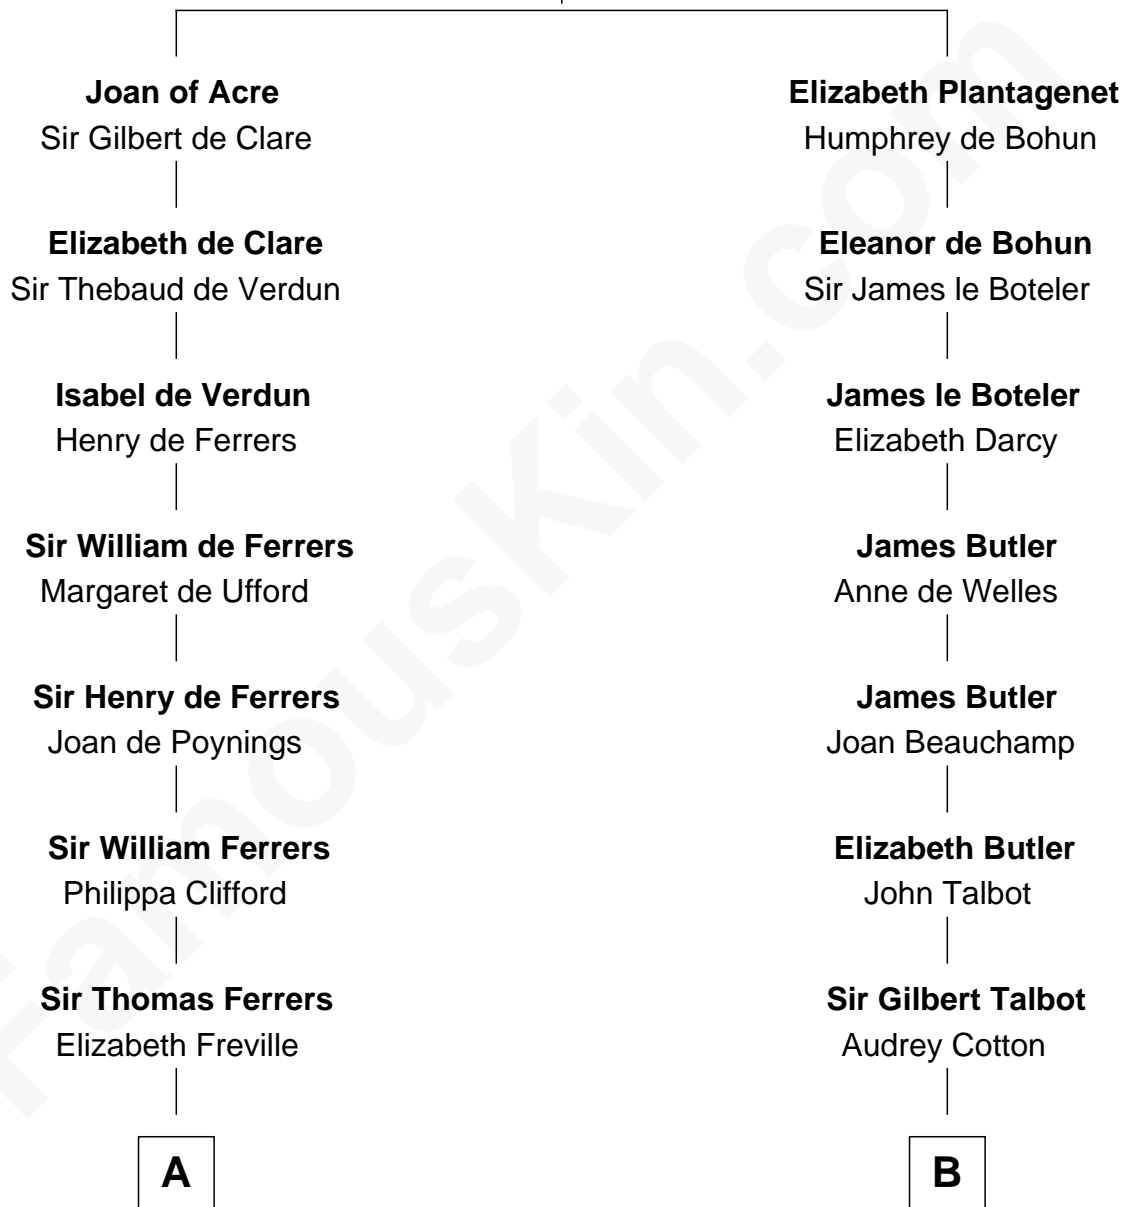 Joan of Acre
Sir Gilbert de Clare
Elizabeth de Clare
Sir Thebaud de Verdun
Isabel de Verdun
Henry de Ferrers
Sir William de Ferrers
Margaret de Ufford
Sir Henry de Ferrers
Joan de Poynings
Sir William Ferrers
Philippa Clifford
Sir Thomas Ferrers
Elizabeth Freville
A
Elizabeth Plantagenet
Humphrey de Bohun
Eleanor de Bohun
Sir James le Boteler
James le Boteler
Elizabeth Darcy
James Butler
Anne de Welles
James Butler
Joan Beauchamp
Elizabeth Butler
John Talbot
Sir Gilbert Talbot
Audrey Cotton
B
FamousKin.com